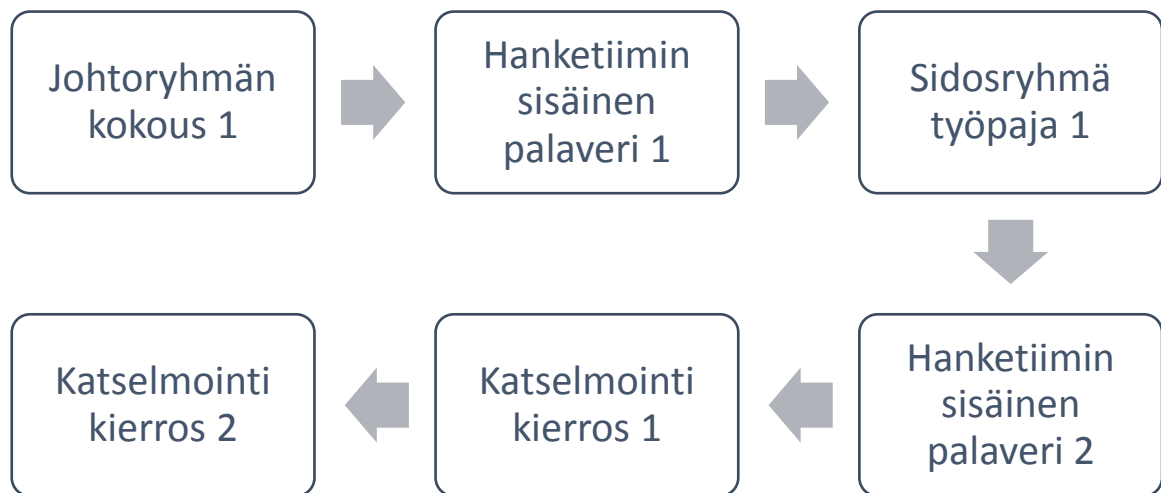 Johtoryhmän
kokous 1
Hanketiimin
sisäinen
palaveri 1
Sidosryhmä
työpaja 1
Hanketiimin
sisäinen
palaveri 2
Katselmointi
kierros 1
Katselmointi
kierros 2